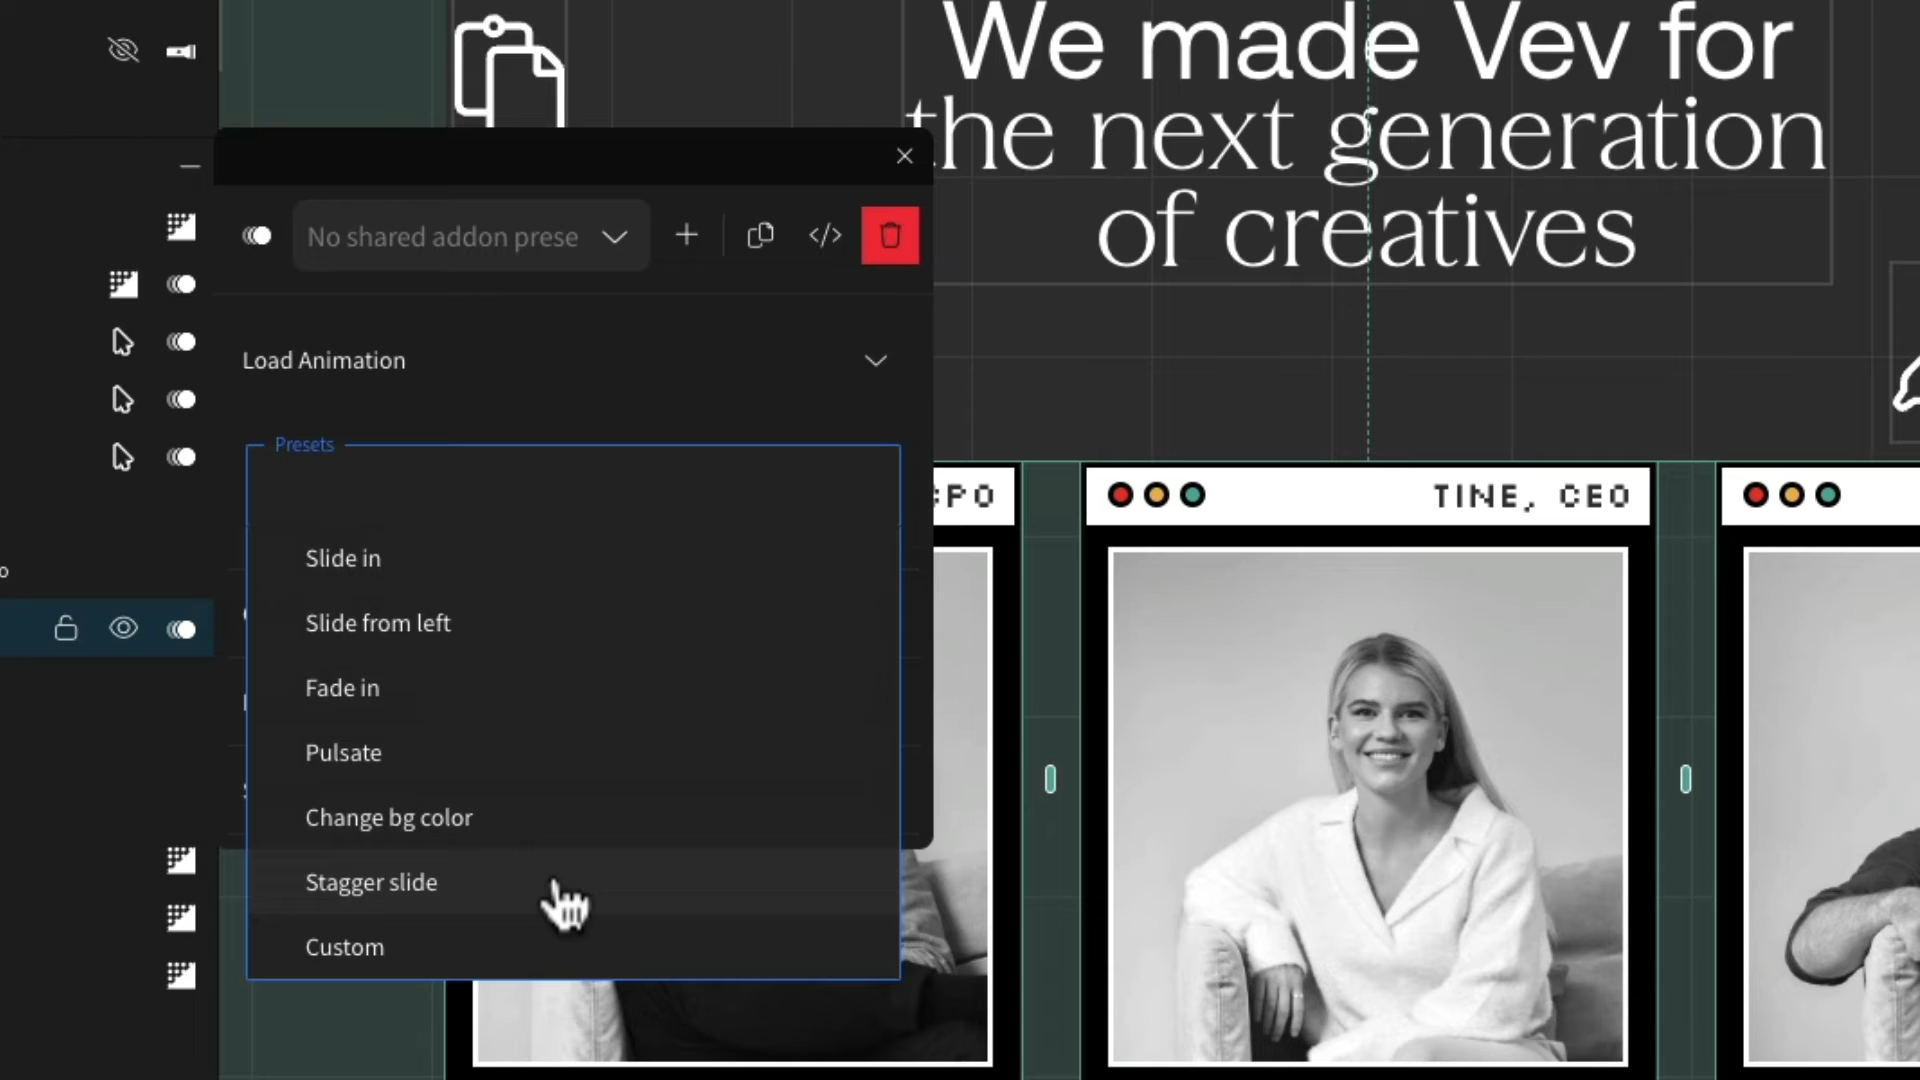 We made Vev for
the next generation
of creatives
No shared addon prese
Load Animation
Presets
Slide in
Slide from left
Fade in
Pulsate
Change bg color
Stagger slide
Custom
PO
TINE, CEO